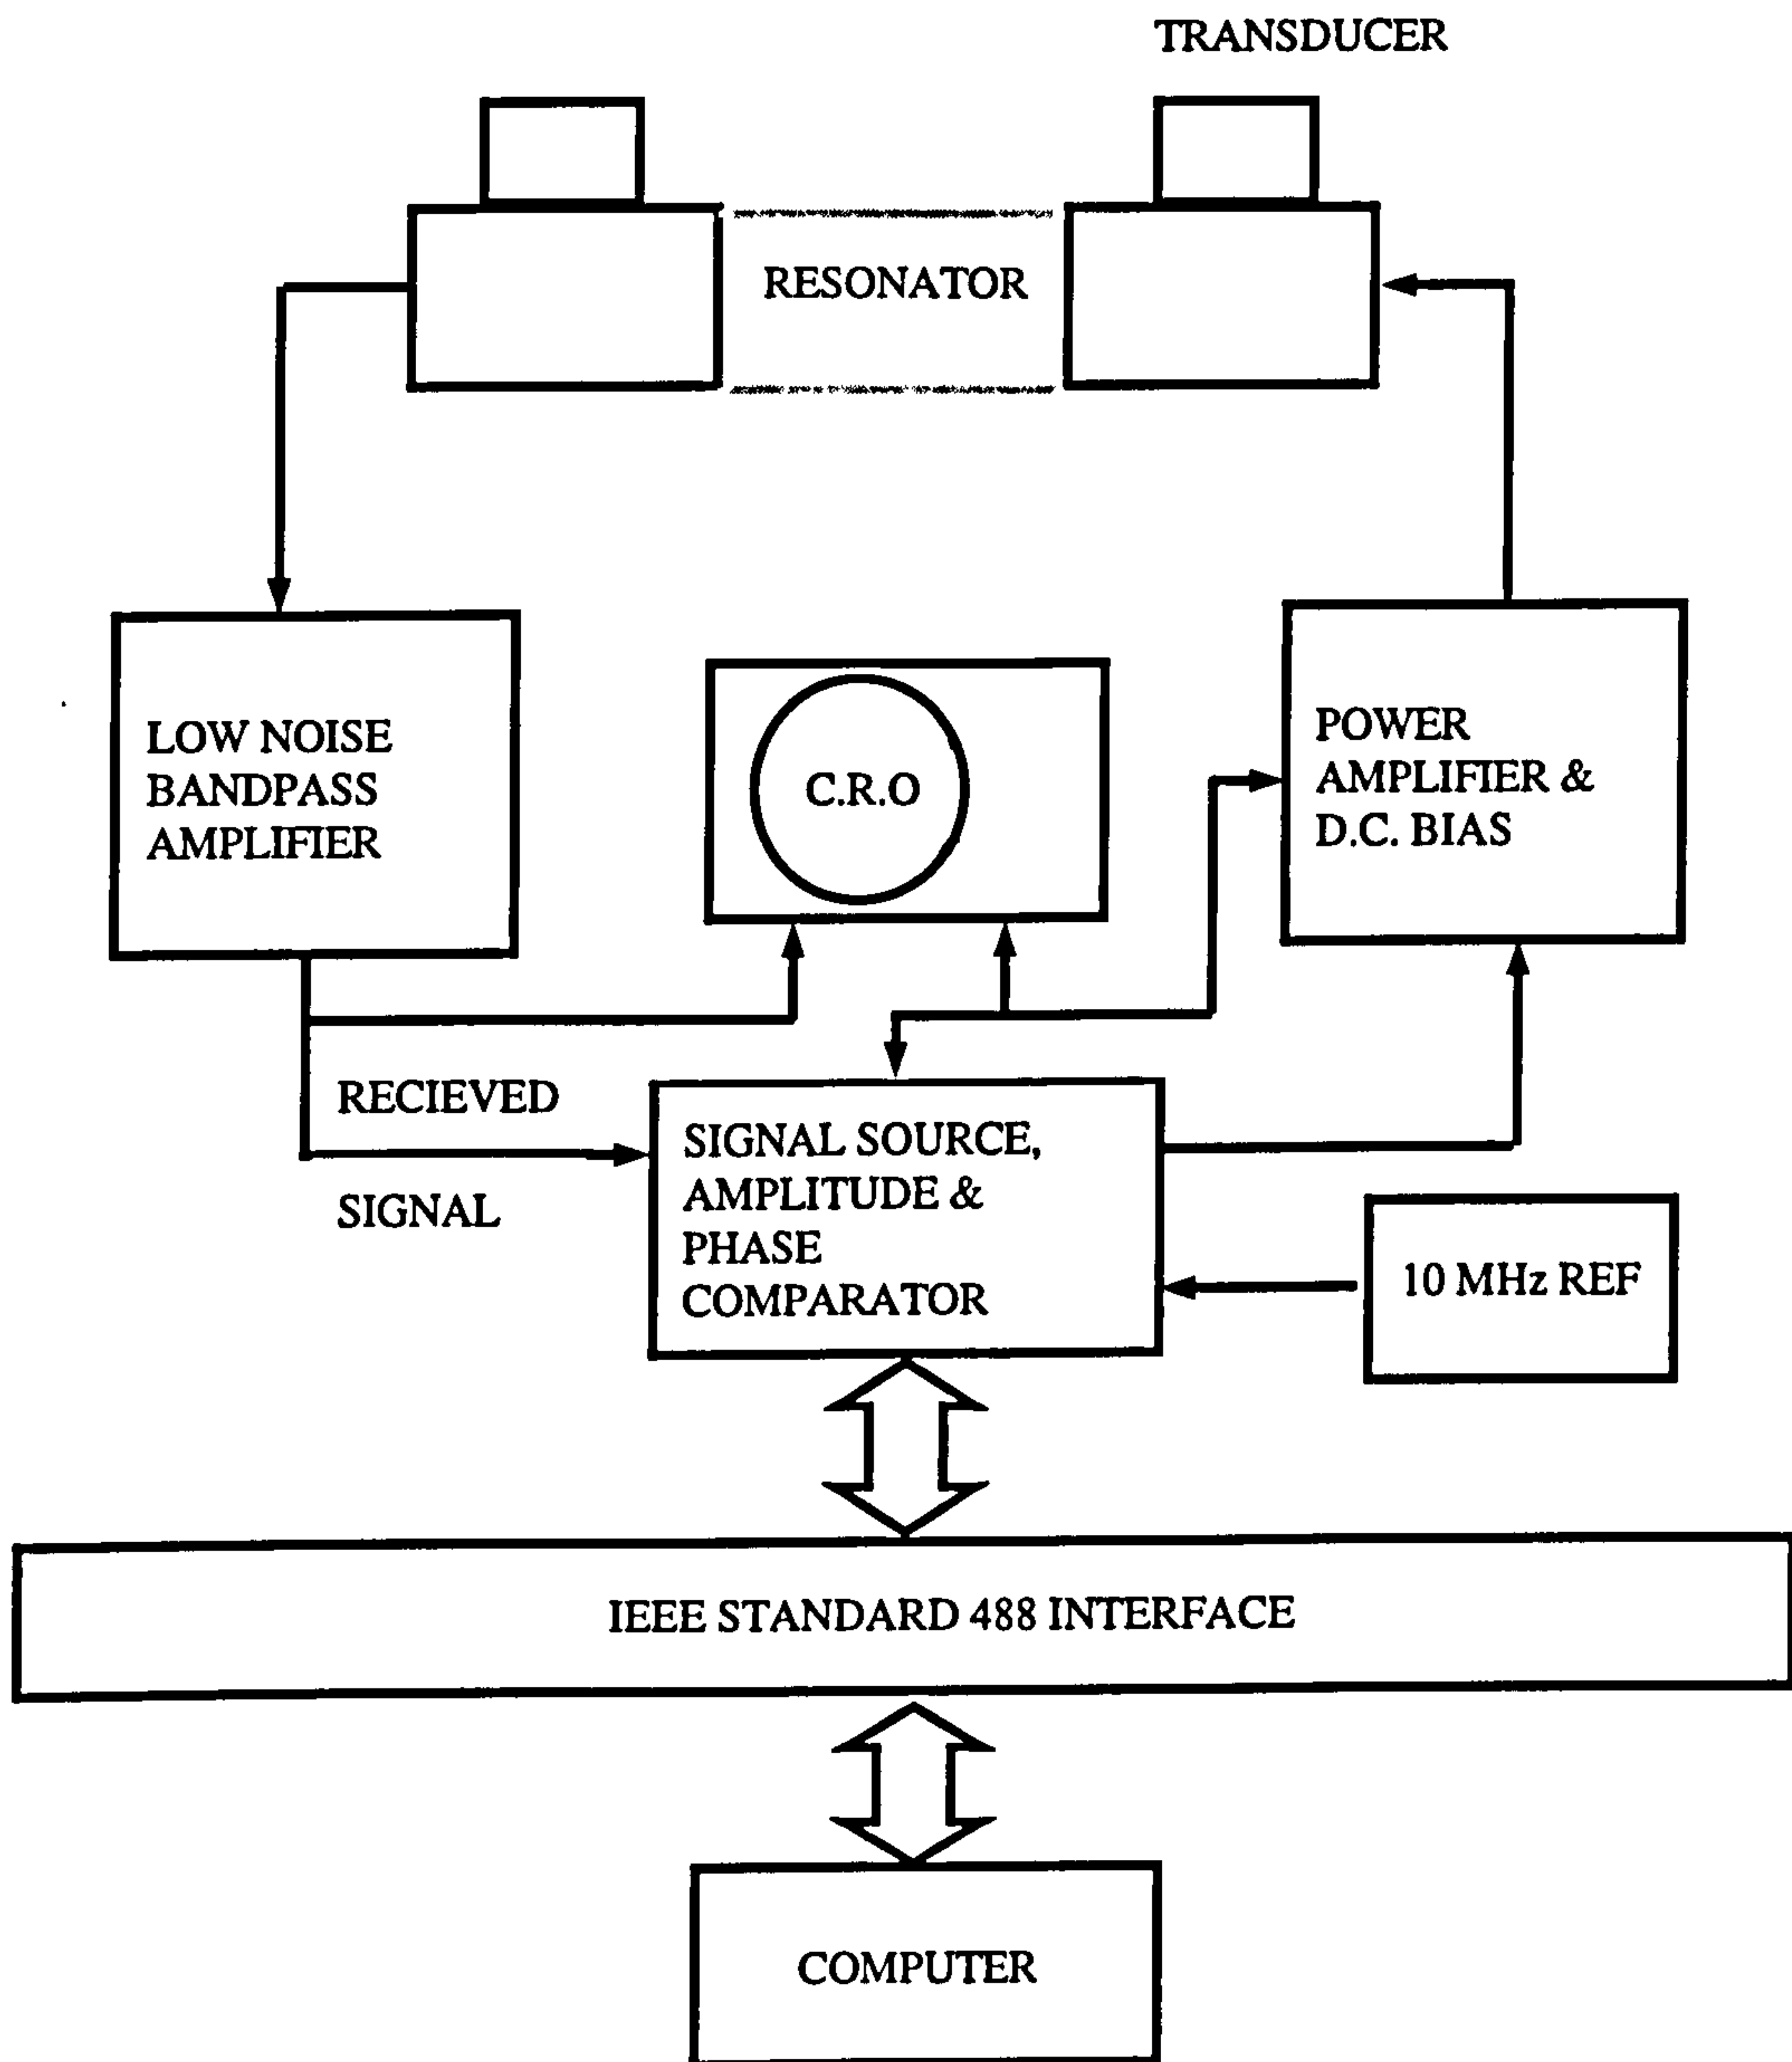 TRANSDUCER
RESONATOR
LOW NOISE
BANDPASS
AMPLIFIER
C.R.O
POWER
AMPLIFIER &
D.C. BIAS
RECIEVED
SIGNAL
SIGNAL SOURCE,
AMPLITUDE &
PHASE
COMPARATOR
10 MHz REF
IEEE STANDARD 488 INTERFACE
COMPUTER